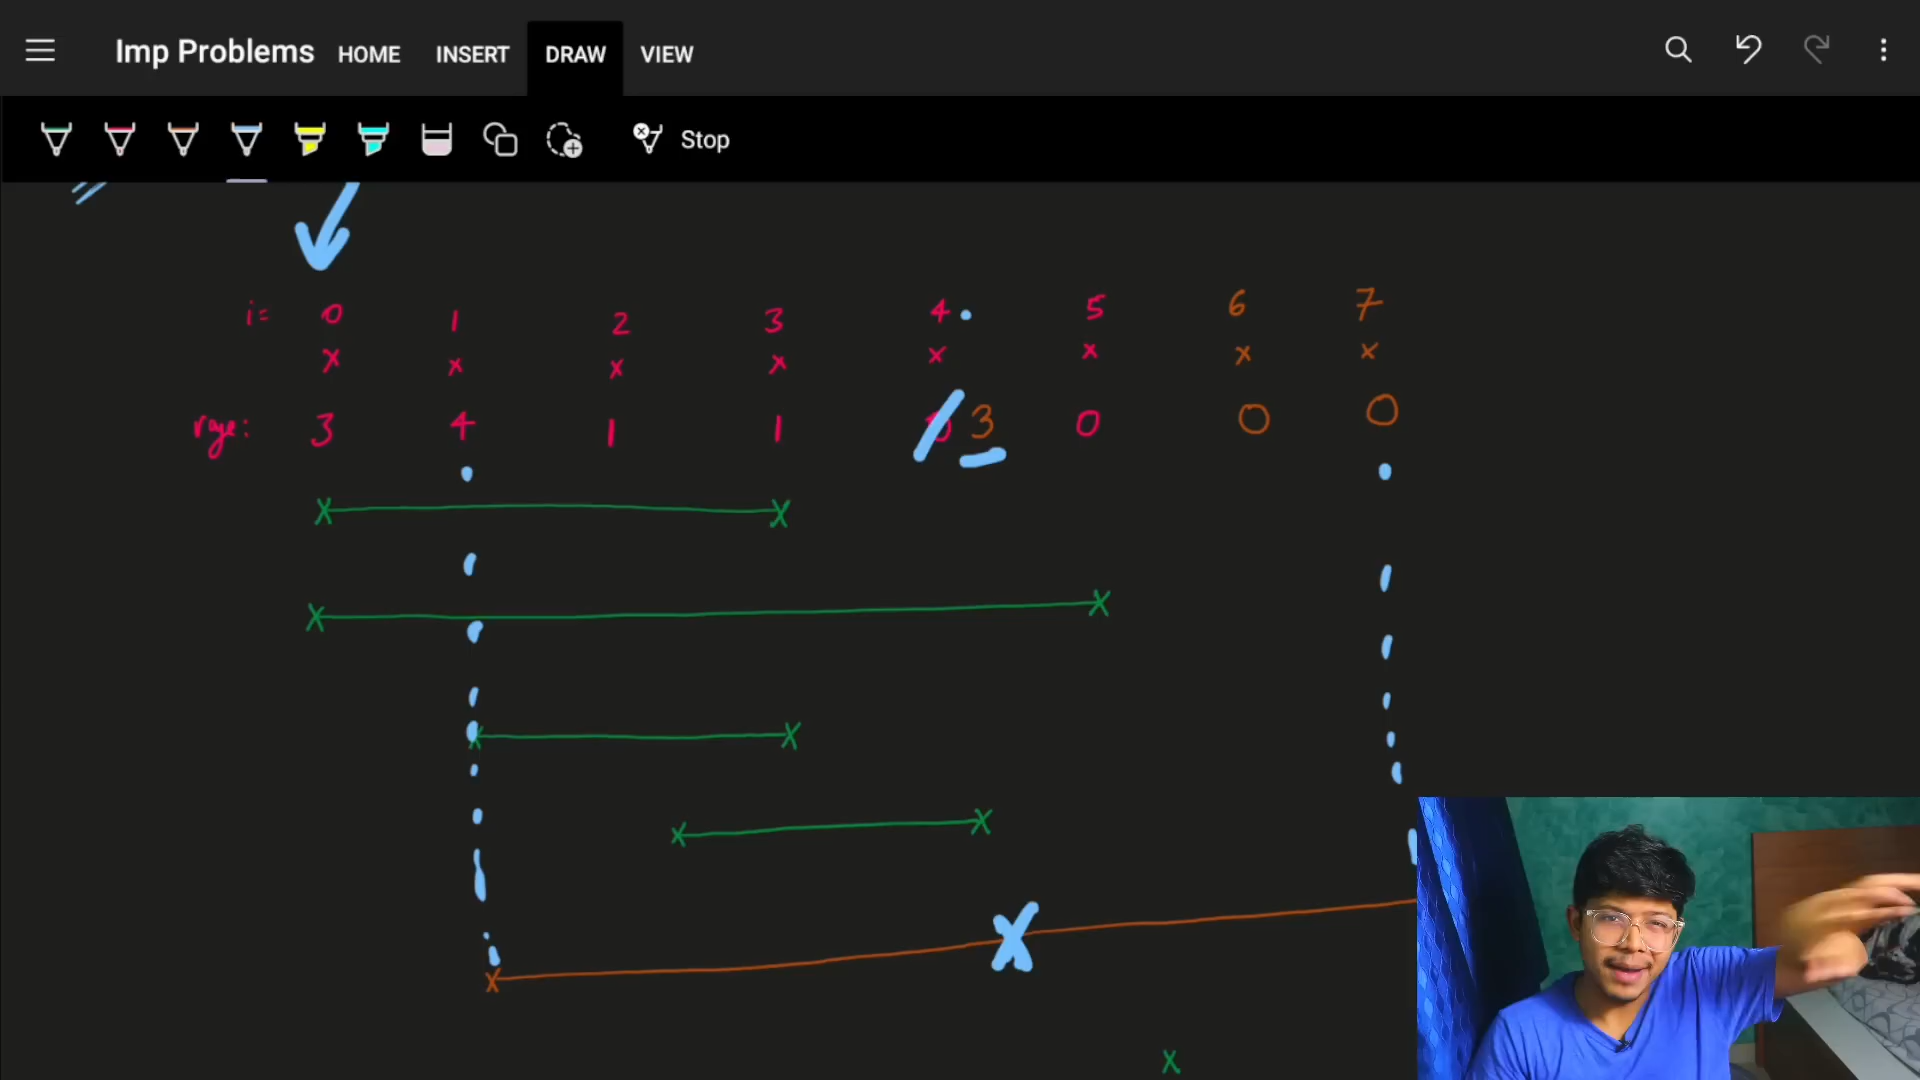 Imp Problems HOME INSERT DRAW VIEW
Stop
i= 0 1 2 3 4. 5 6 7
x x x x x x x x
3 4 1 1 0 3 0 0 0
x x
x x
x x
x x
x x
x